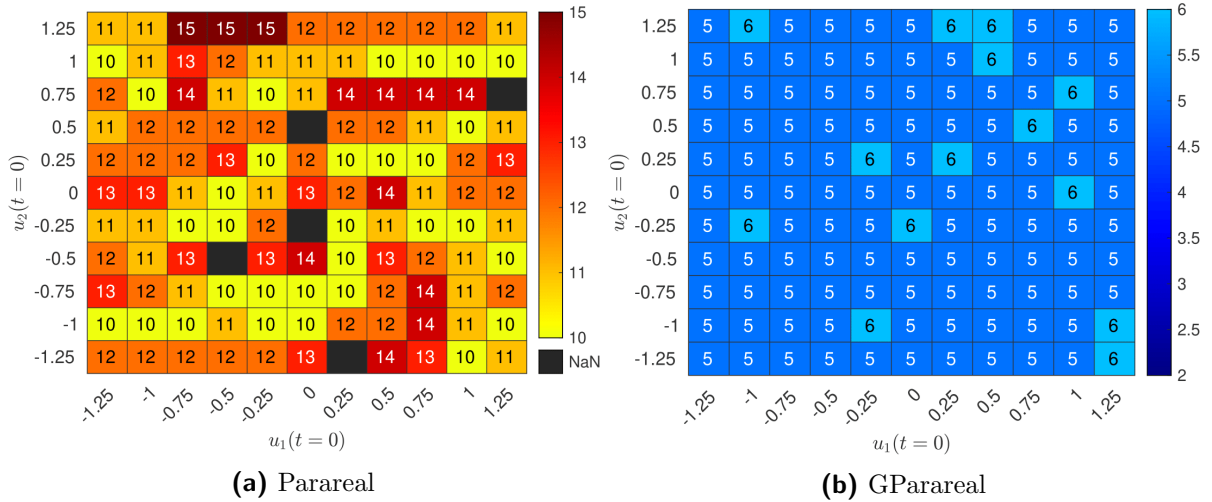 1.25 11 11 15 15 15 12 12 12 12 12 11
1 10 11 13 12 11 11 11 10 10 10 10
0.75 12 10 14 11 10 11 14 14 14 14
0.5 11 12 12 12 12 12 12 11 10 11
0.25 12 12 12 13 10 12 10 10 10 12 13
0 13 13 11 10 11 13 12 14 11 12 12
-0.25 11 11 10 10 12 10 11 10 10 11
-0.5 12 11 13 13 14 10 13 12 11 10
-0.75 13 12 11 10 10 10 10 12 14 11 12
-1 10 10 10 11 10 10 12 12 14 11 10
-1.25 12 12 12 12 12 13 14 13 10 11
-1.25 -1 -0.75 -0.5 -0.25 0 0.25 0.5 0.75 1 1.25
u₂(t = 0)
u₁(t = 0)
15
14
13
12
11
10
NaN
(a) Parareal
1.25 5 6 5 5 5 5 6 6 5 5 5
1 5 5 5 5 5 5 5 6 5 5 5
0.75 5 5 5 5 5 5 5 5 5 6 5
0.5 5 5 5 5 5 5 5 5 6 5 5
0.25 5 5 5 5 6 5 6 5 5 5 5
0 5 5 5 5 5 5 5 5 5 6 5
-0.25 5 6 5 5 5 6 5 5 5 5 5
-0.5 5 5 5 5 5 5 5 5 5 5 5
-0.75 5 5 5 5 5 5 5 5 5 5 5
-1 5 5 5 5 6 5 5 5 5 5 6
-1.25 5 5 5 5 5 5 5 5 5 5 6
-1.25 -1 -0.75 -0.5 -0.25 0 0.25 0.5 0.75 1 1.25
u₂(t = 0)
u₁(t = 0)
6
5.5
5
4.5
4
3.5
3
2.5
2
(b) GParareal